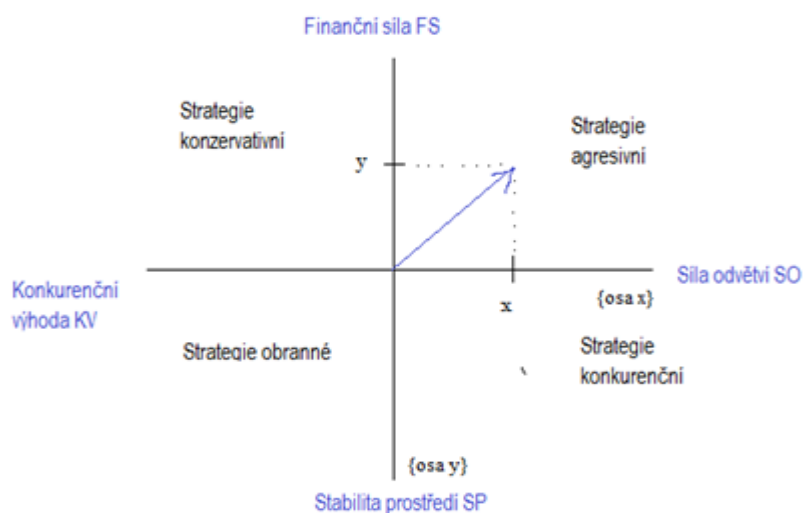 Finanční síla FS
Strategie
konzervativní
Strategie
agresivní
y
Konkurenční
výhoda KV
Síla odvětví SO
x
{osa x}
Strategie obranné
Strategie
konkurenční
{osa y}
Stabilita prostředí SP